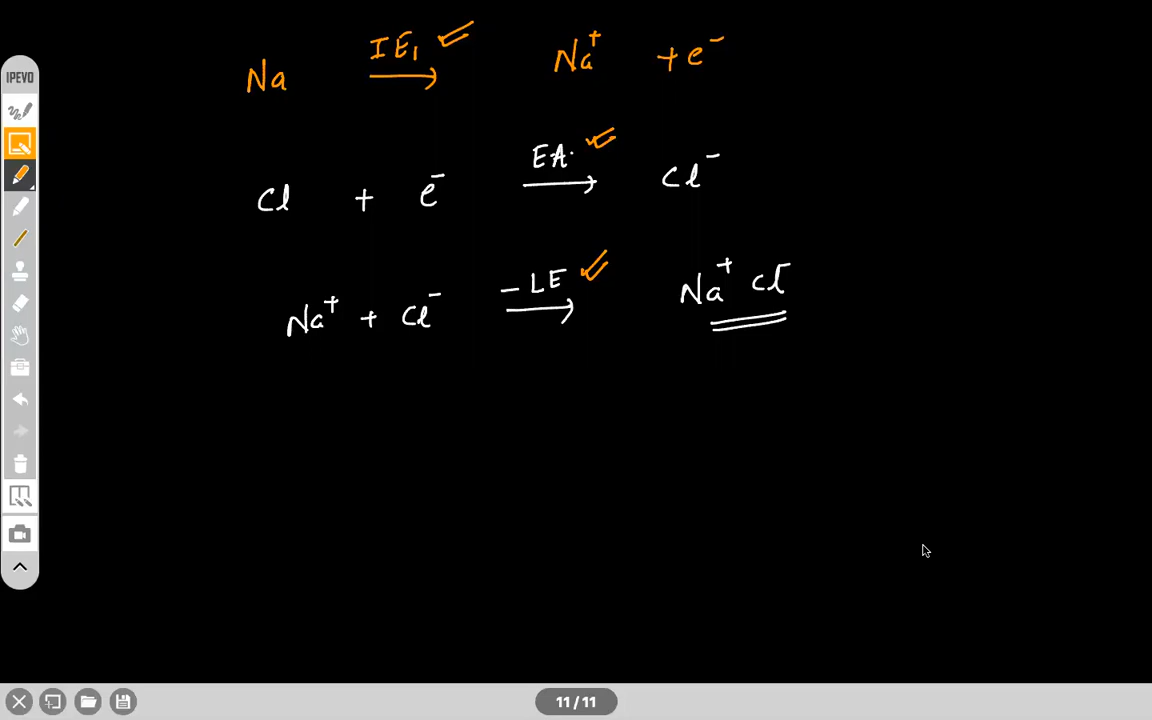 IPEVO
Na IE₁ → Na⁺ + e⁻
Cl + e⁻ EA. → Cl⁻
Na⁺ + Cl⁻ -LE → Na⁺ Cl⁻
11/11